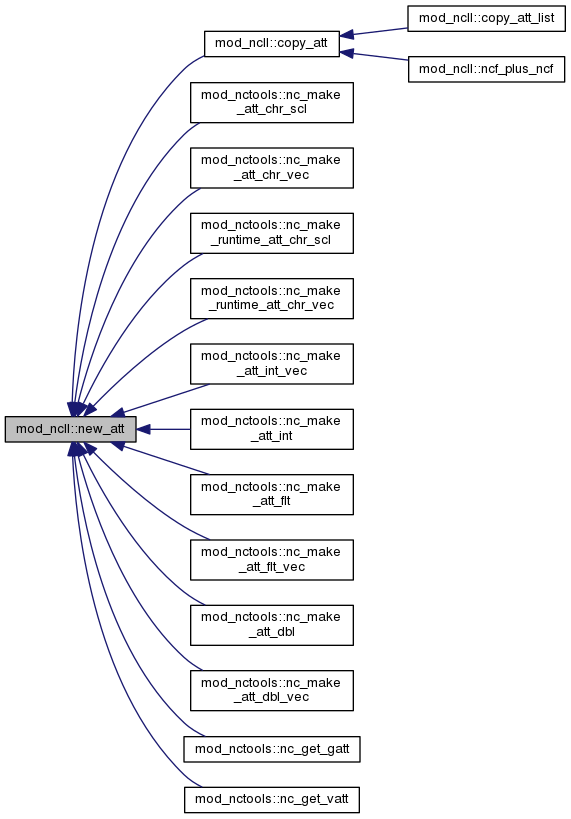 mod_ncll::copy_att_list
mod_ncll::copy_att
mod_ncll::ncf_plus_ncf
mod_nctools::nc_make
_att_chr_scl
mod_nctools::nc_make
_att_chr_vec
mod_nctools::nc_make
_runtime_att_chr_scl
mod_nctools::nc_make
_runtime_att_chr_vec
mod_nctools::nc_make
_att_int_vec
mod_ncll::new_att
mod_nctools::nc_make
_att_int
mod_nctools::nc_make
_att_flt
mod_nctools::nc_make
_att_flt_vec
mod_nctools::nc_make
_att_dbl
mod_nctools::nc_make
_att_dbl_vec
mod_nctools::nc_get_gatt
mod_nctools::nc_get_vatt